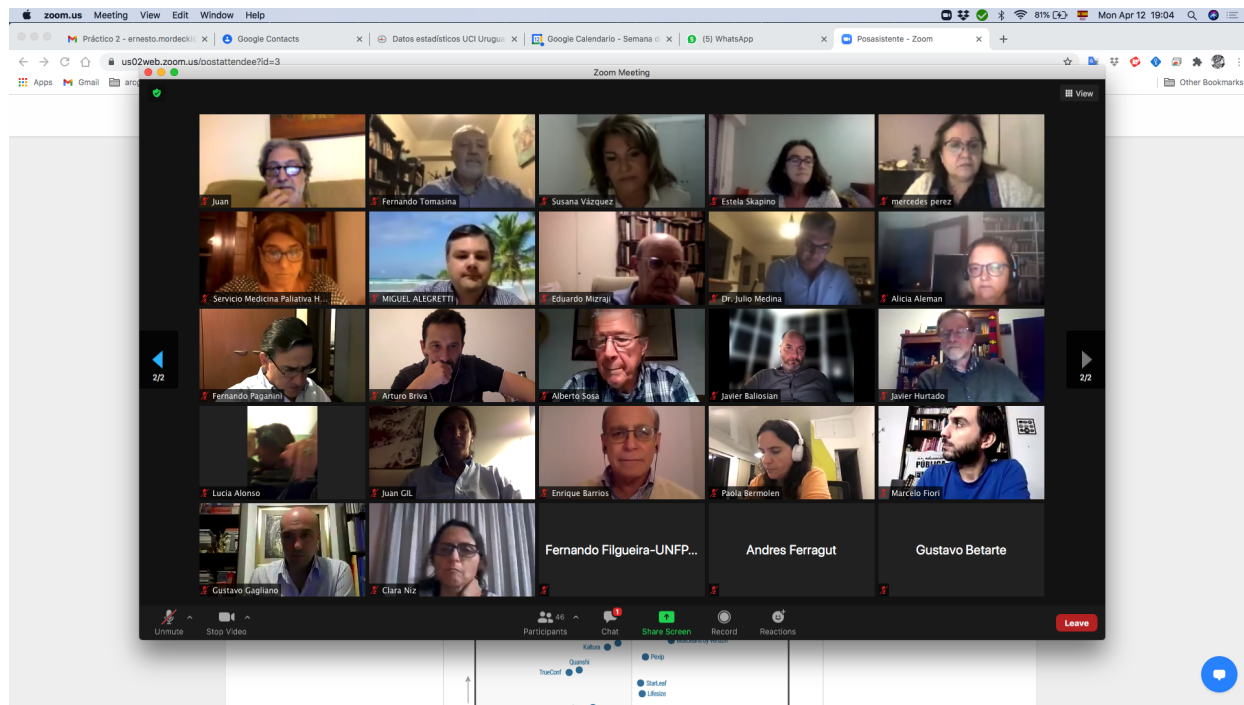 zoom.us Meeting View Edit Window Help 81% Mon Apr 12 19:04
Práctico 2 - ernesto.mordecki Google Contacts Datos estadísticos UCI Urugua Google Calendario - Semana d (5) WhatsApp Posasistente - Zoom
us02web.zoom.us/postattendee?id=3
Apps Gmail arc Other Bookmarks
Zoom Meeting
View
Juan Fernando Tomasina Susana Vázquez Estela Skapino mercedes perez
Servicio Medicina Paliativa H... MIGUEL ALEGRETTI Eduardo Mizraji Dr. Julio Medina Alicia Aleman
2/2 2/2
Fernando Paganini Arturo Briva Alberto Sosa Javier Baliosian Javier Hurtado
PÚBLICO
Lucia Alonso Juan GIL Enrique Barrios Paola Bermolen Marcelo Fiori
Fernando Filgueira-UNFP... Andres Ferragut Gustavo Betarte
Gustavo Gagliano Clara Niz
Unmute Stop Video Participants 46 Chat 1 Share Screen Record Reactions Leave
Kaltura
Quanshi Pexip
TrueConf
StarLeaf
Lifesize